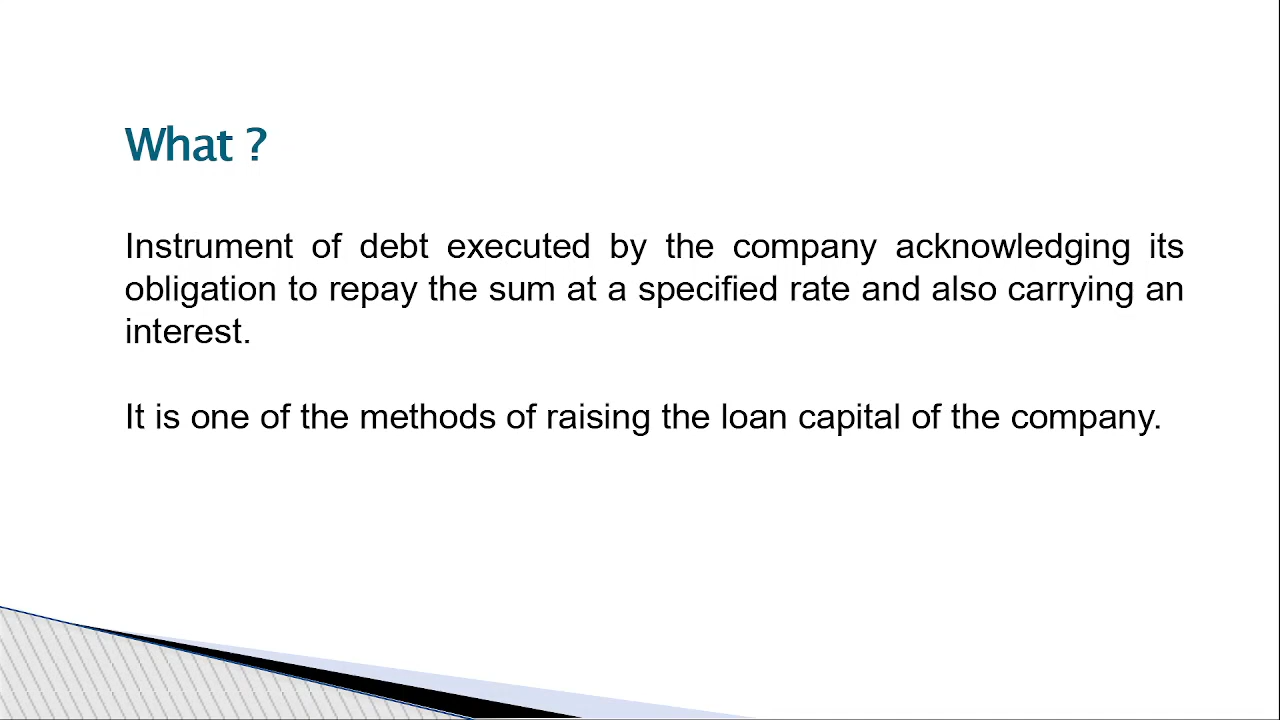 What ?
Instrument of debt executed by the company acknowledging its
obligation to repay the sum at a specified rate and also carrying an
interest.
It is one of the methods of raising the loan capital of the company.